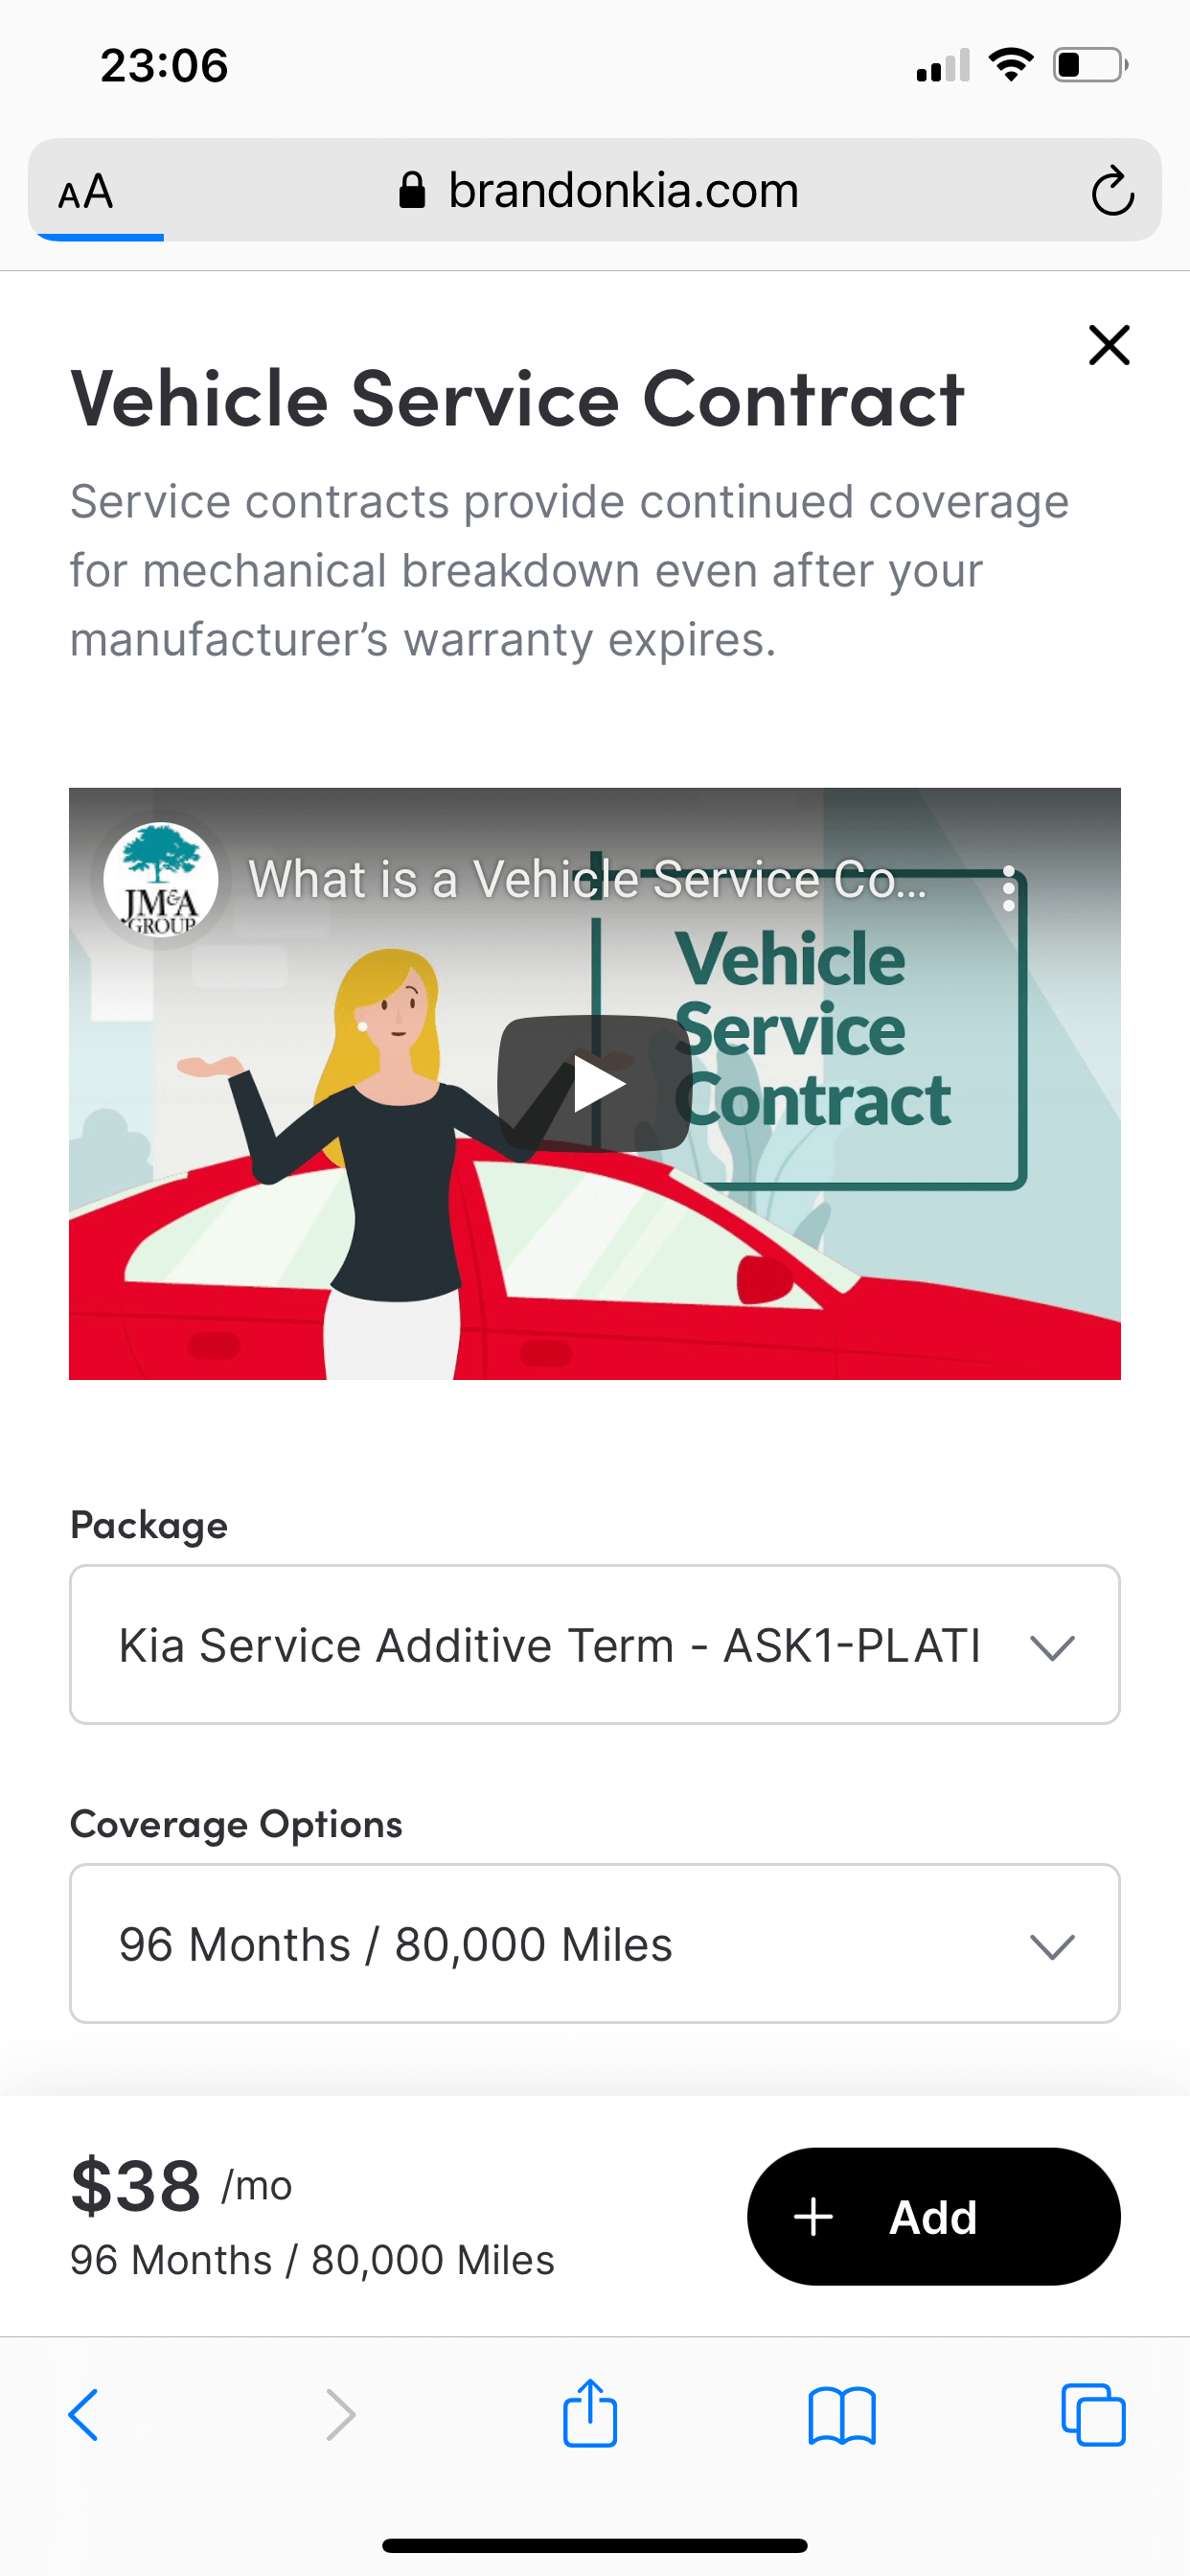 23:06
AA
brandonkia.com
Vehicle Service Contract
Service contracts provide continued coverage
for mechanical breakdown even after your
manufacturer’s warranty expires.
JM&A
GROUP
What is a Vehicle Service Co...
Vehicle
Service
Contract
Package
Kia Service Additive Term - ASK1-PLATI
Coverage Options
96 Months / 80,000 Miles
$38 /mo
96 Months / 80,000 Miles
+ Add